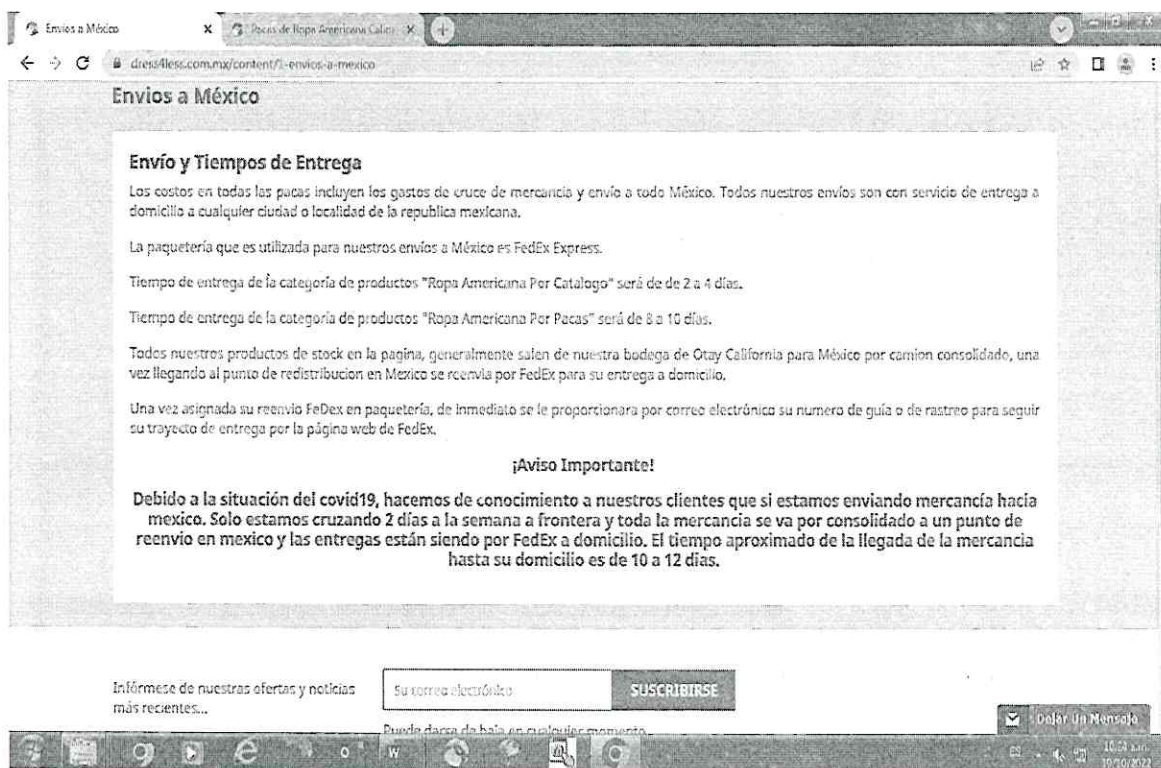 Envios a México
Pacas de Ropa Americana Calior
dress4less.com.mx/content/1-envios-a-mexico
Envios a México
Envío y Tiempos de Entrega
Los costos en todas las pacas incluyen los gastos de cruce de mercancia y envío a todo México. Todos nuestros envíos son con servicio de entrega a
domicilio a cualquier ciudad o localidad de la republica mexicana.
La paquetería que es utilizada para nuestros envíos a México es FedEx Express.
Tiempo de entrega de la categoría de productos "Ropa Americana Por Catalogo" será de de 2 a 4 días.
Tiempo de entrega de la categoría de productos "Ropa Americana Por Pacas" será de 8 a 10 días.
Todos nuestros productos de stock en la pagina, generalmente salen de nuestra bodega de Otay California para México por camion consolidado, una
vez llegando al punto de redistribucion en Mexico se reenvia por FedEx para su entrega a domicilio.
Una vez asignada su reenvio FeDex en paquetería, de inmediato se le proporcionara por correo electrónico su numero de guía o de rastreo para seguir
su trayecto de entrega por la página web de FedEx.
¡Aviso Importante!
Debido a la situación del covid19, hacemos de conocimiento a nuestros clientes que si estamos enviando mercancía hacia
mexico. Solo estamos cruzando 2 días a la semana a frontera y toda la mercancia se va por consolidado a un punto de
reenvio en mexico y las entregas están siendo por FedEx a domicilio. El tiempo aproximado de la llegada de la mercancia
hasta su domicilio es de 10 a 12 dias.
Infórmese de nuestras ofertas y noticias
más recientes...
Su correo electrónico
SUSCRIBIRSE
Puede darse de baja en cualquier momento.
Dejar Un Mensaje
ES
10:54 a.m.
19/10/2022